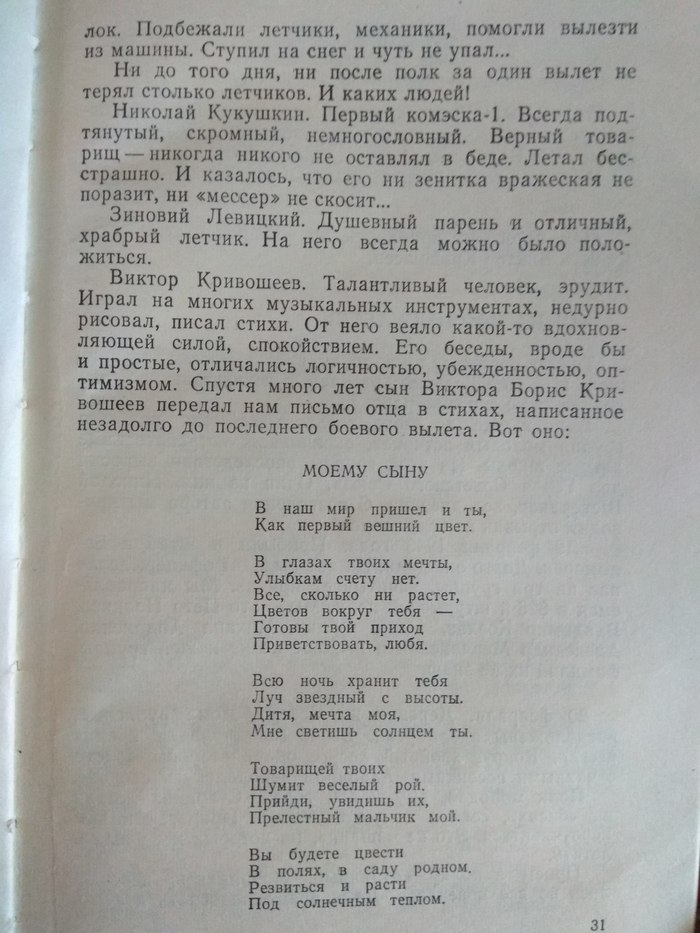 лок. Подбежали летчики, механики, помогли вылезти
из машины. Ступил на снег и чуть не упал...
Ни до того дня, ни после полк за один вылет не
терял столько летчиков. И каких людей!
Николай Кукушкин. Первый комэска-1. Всегда под-
тянутый, скромный, немногословный. Верный това-
рищ — никогда никого не оставлял в беде. Летал бес-
страшно. И казалось, что его ни зенитка вражеская не
поразит, ни «мессер» не скосит...
Зиновий Левицкий. Душевный парень и отличный,
храбрый летчик. На него всегда можно было поло-
житься.
Виктор Кривошеев. Талантливый человек, эрудит.
Играл на многих музыкальных инструментах, недурно
рисовал, писал стихи. От него веяло какой-то вдохнов-
ляющей силой, спокойствием. Его беседы, вроде бы
и простые, отличались логичностью, убежденностью, оп-
тимизмом. Спустя много лет сын Виктора Борис Кри-
вошеев передал нам письмо отца в стихах, написанное
незадолго до последнего боевого вылета. Вот оно:
МОЕМУ СЫНУ
В наш мир пришел и ты,
Как первый вешний цвет.
В глазах твоих мечты,
Улыбкам счету нет.
Все, сколько ни растет,
Цветов вокруг тебя —
Готовы твой приход
Приветствовать, любя.
Всю ночь хранит тебя
Луч звездный с высоты.
Дитя, мечта моя,
Мне светишь солнцем ты.
Товарищей твоих
Шумит веселый рой.
Прийди, увидишь их,
Прелестный мальчик мой.
Вы будете цвести
В полях, в саду родном.
Резвиться и расти
Под солнечным теплом.
31